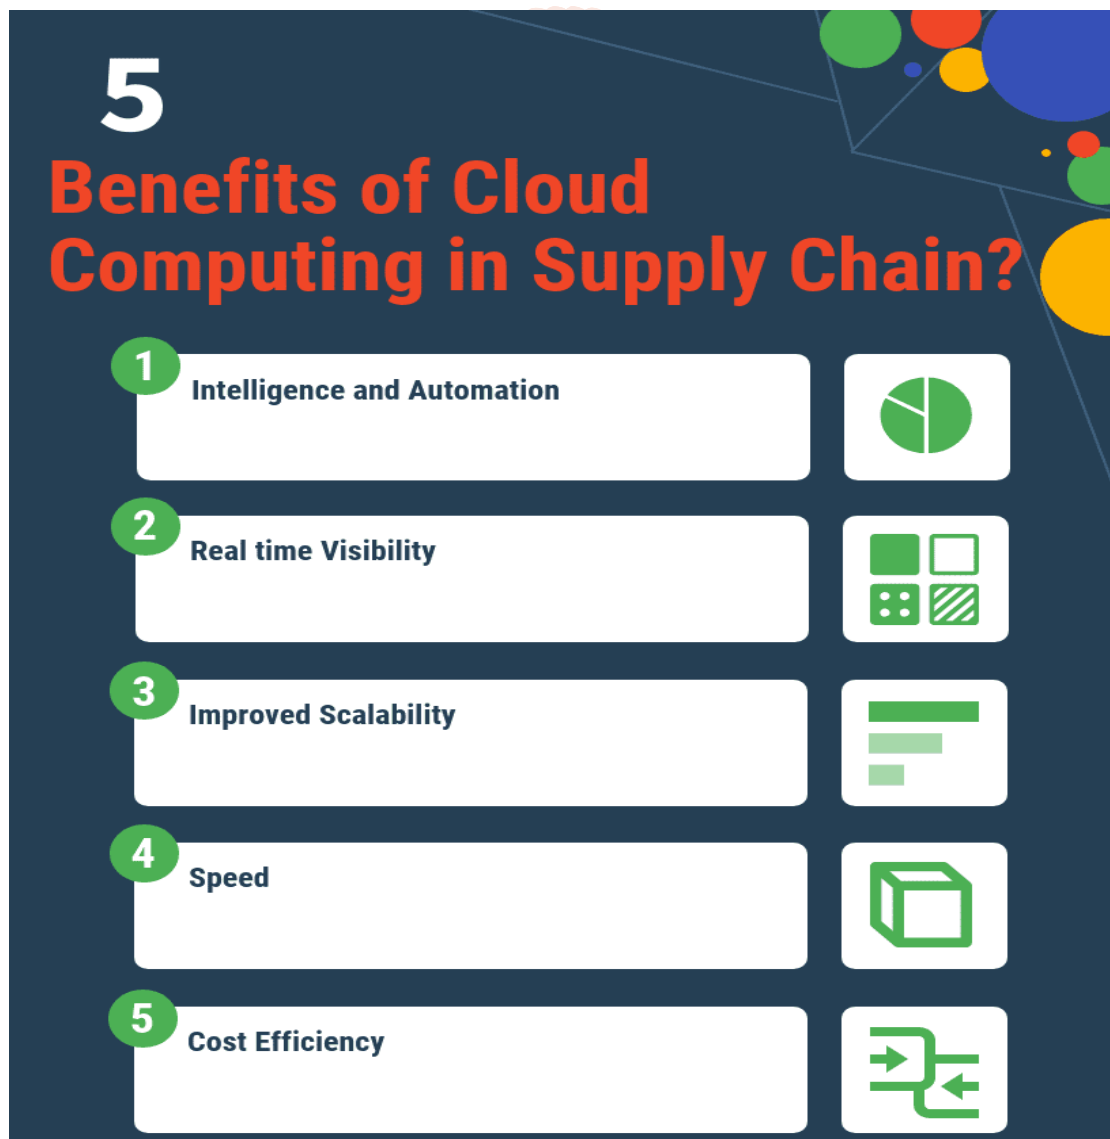 5
Benefits of Cloud
Computing in Supply Chain?
1
Intelligence and Automation
2
Real time Visibility
3
Improved Scalability
4
Speed
5
Cost Efficiency